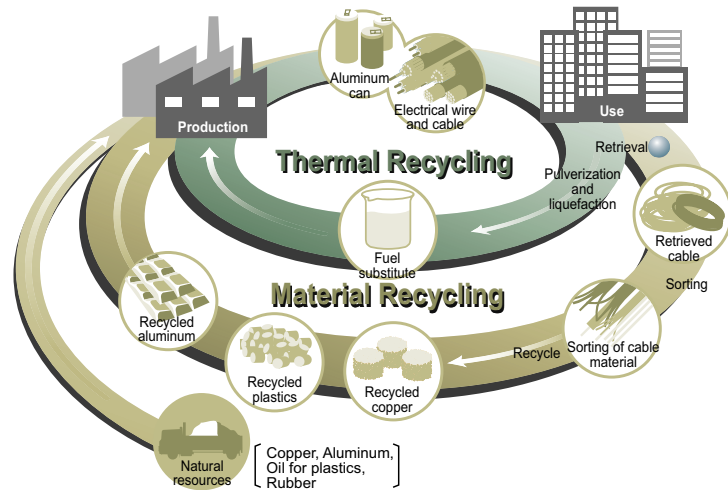 Aluminum
can
Electrical wire
and cable
Production
Use
Retrieval
Thermal Recycling
Pulverization
and
liquefaction
Retrieved
cable
Fuel
substitute
Sorting
Material Recycling
Recycled
aluminum
Recycle
Sorting of cable
material
Recycled
plastics
Recycled
copper
Natural
resources
Copper, Aluminum,
Oil for plastics,
Rubber